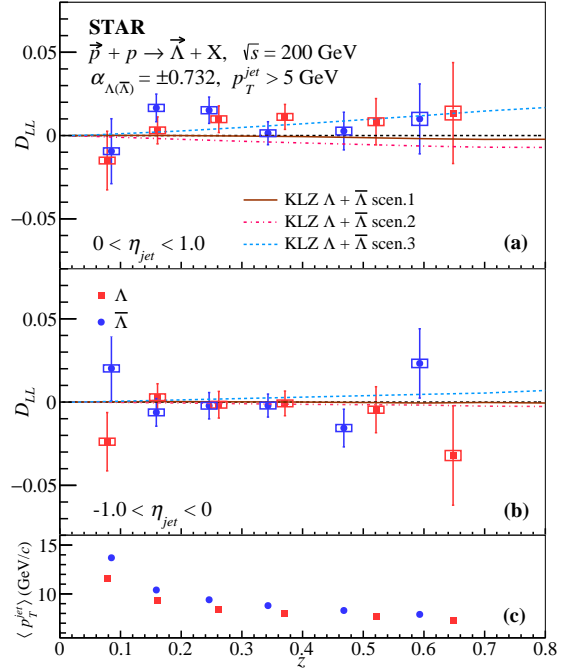 STAR
p⃗ + p → Λ⃗ + X, √s = 200 GeV
α_Λ(Λ̅) = ±0.732, p_T^jet > 5 GeV
0.05
0
−0.05
D_LL
KLZ Λ + Λ̅ scen.1
KLZ Λ + Λ̅ scen.2
KLZ Λ + Λ̅ scen.3
0 < η_jet < 1.0
(a)
Λ
Λ̅
0.05
0
−0.05
D_LL
-1.0 < η_jet < 0
(b)
15
10
⟨ p_T^jet ⟩ (GeV/c)
(c)
0 0.1 0.2 0.3 0.4 0.5 0.6 0.7 0.8
z